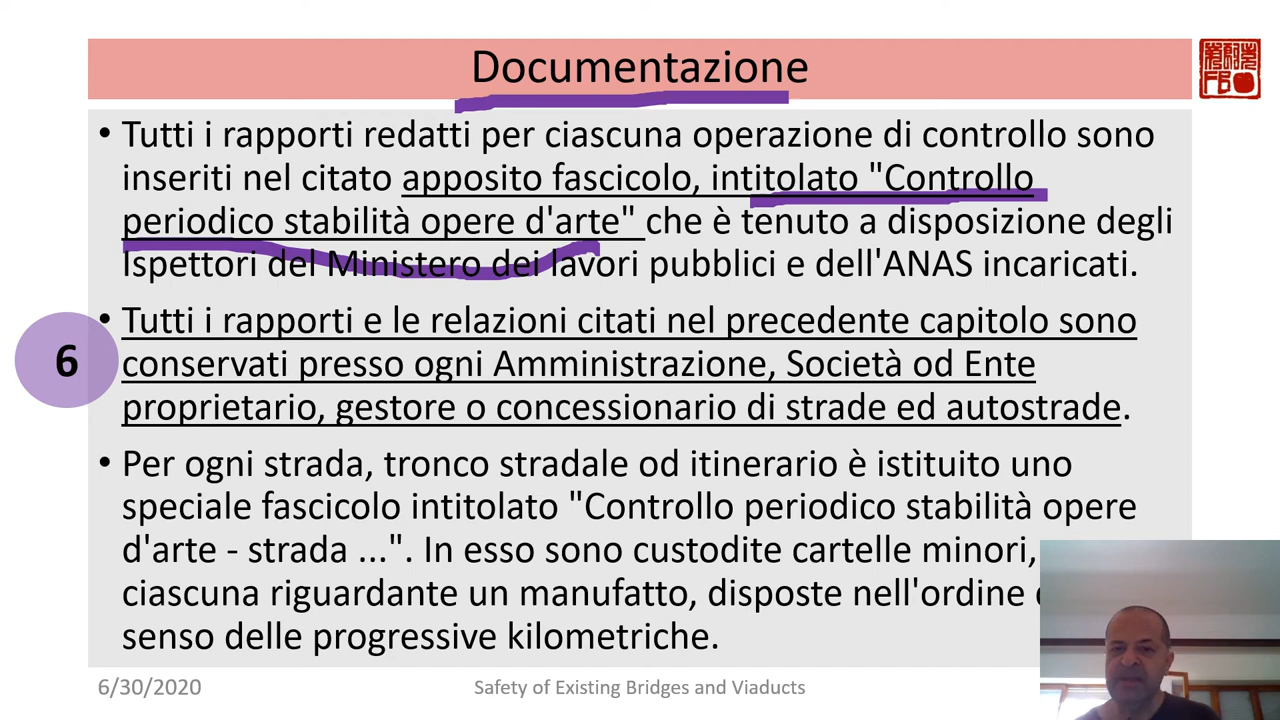 Documentazione
• Tutti i rapporti redatti per ciascuna operazione di controllo sono
inseriti nel citato apposito fascicolo, intitolato "Controllo
periodico stabilità opere d'arte" che è tenuto a disposizione degli
Ispettori del Ministero dei lavori pubblici e dell'ANAS incaricati.
• Tutti i rapporti e le relazioni citati nel precedente capitolo sono
conservati presso ogni Amministrazione, Società od Ente
proprietario, gestore o concessionario di strade ed autostrade.
6
• Per ogni strada, tronco stradale od itinerario è istituito uno
speciale fascicolo intitolato "Controllo periodico stabilità opere
d'arte - strada ...". In esso sono custodite cartelle minori,
ciascuna riguardante un manufatto, disposte nell'ordine
senso delle progressive kilometriche.
6/30/2020
Safety of Existing Bridges and Viaducts